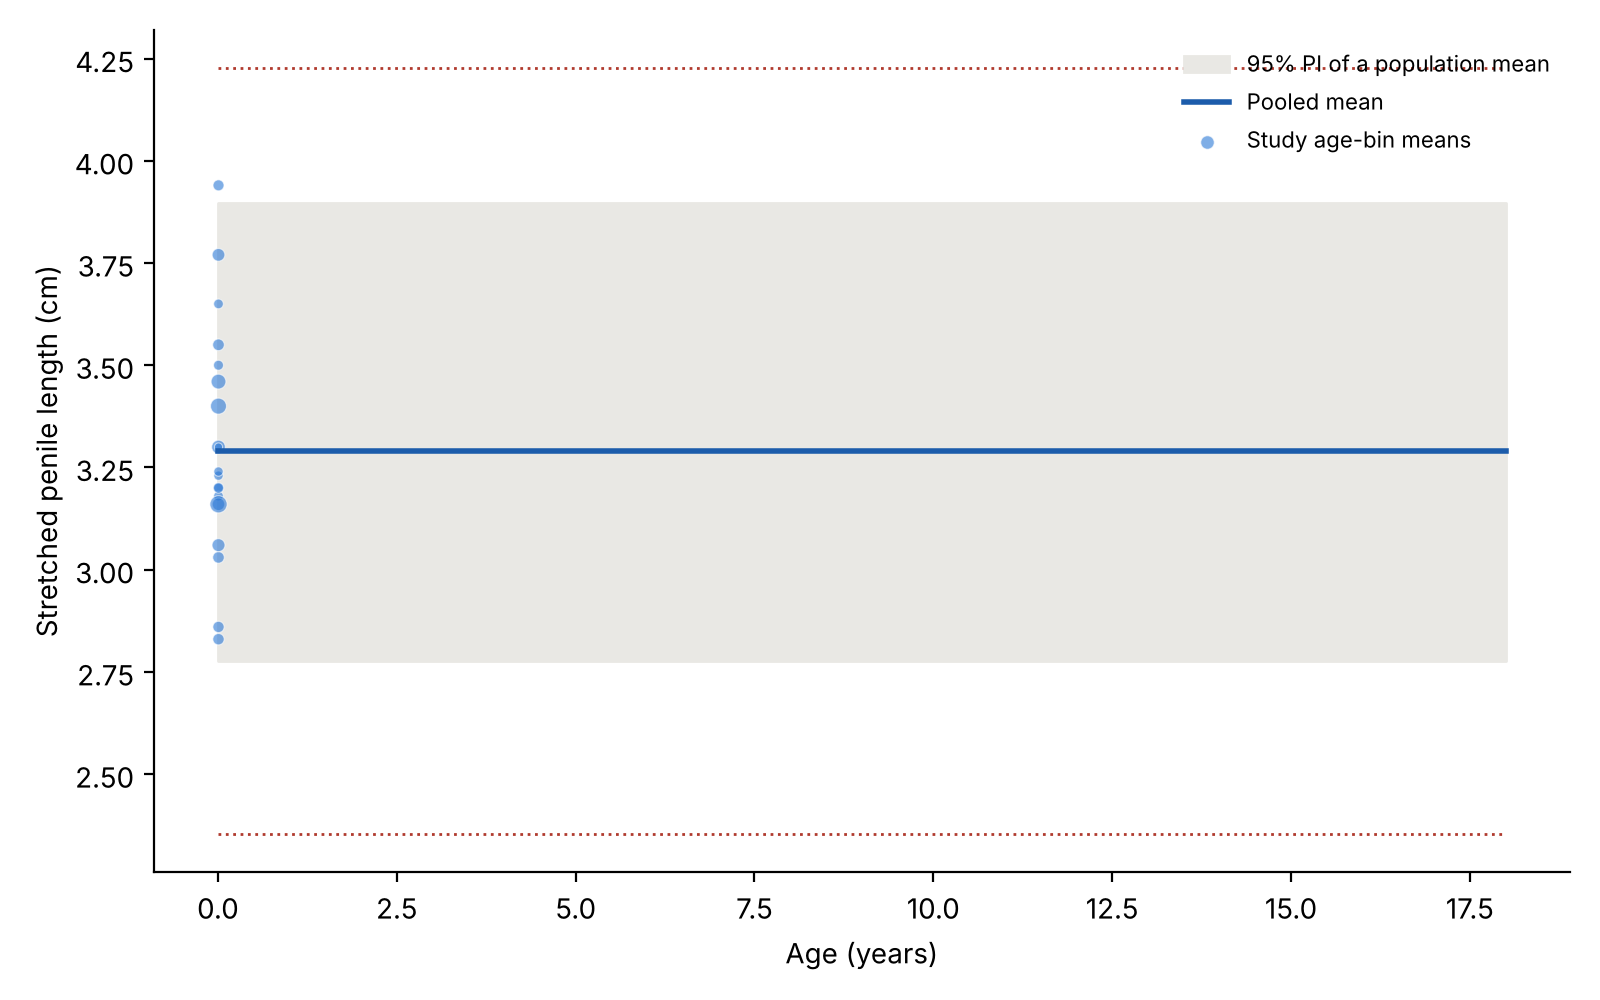 4.25
4.00
3.75
3.50
3.25
3.00
2.75
2.50
Stretched penile length (cm)
95% PI of a population mean
Pooled mean
Study age-bin means
0.0 2.5 5.0 7.5 10.0 12.5 15.0 17.5
Age (years)